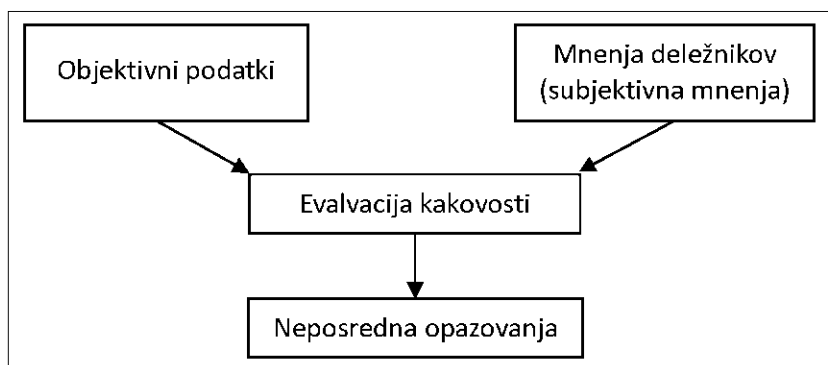 Objektivni podatki
Mnenja deležnikov
(subjektivna mnenja)
Evalvacija kakovosti
Neposredna opazovanja